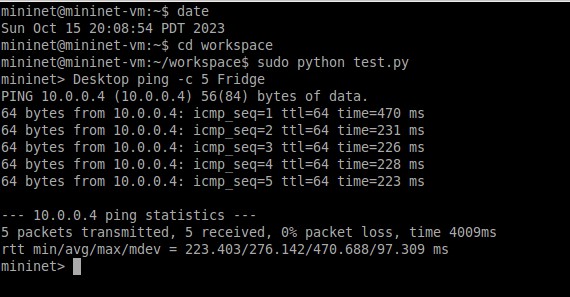 mininet@mininet-vm:~$ date
Sun Oct 15 20:08:54 PDT 2023
mininet@mininet-vm:~$ cd workspace
mininet@mininet-vm:~/workspace$ sudo python test.py
mininet> Desktop ping -c 5 Fridge
PING 10.0.0.4 (10.0.0.4) 56(84) bytes of data.
64 bytes from 10.0.0.4: icmp_seq=1 ttl=64 time=470 ms
64 bytes from 10.0.0.4: icmp_seq=2 ttl=64 time=231 ms
64 bytes from 10.0.0.4: icmp_seq=3 ttl=64 time=226 ms
64 bytes from 10.0.0.4: icmp_seq=4 ttl=64 time=228 ms
64 bytes from 10.0.0.4: icmp_seq=5 ttl=64 time=223 ms
--- 10.0.0.4 ping statistics ---
5 packets transmitted, 5 received, 0% packet loss, time 4009ms
rtt min/avg/max/mdev = 223.403/276.142/470.688/97.309 ms
mininet>